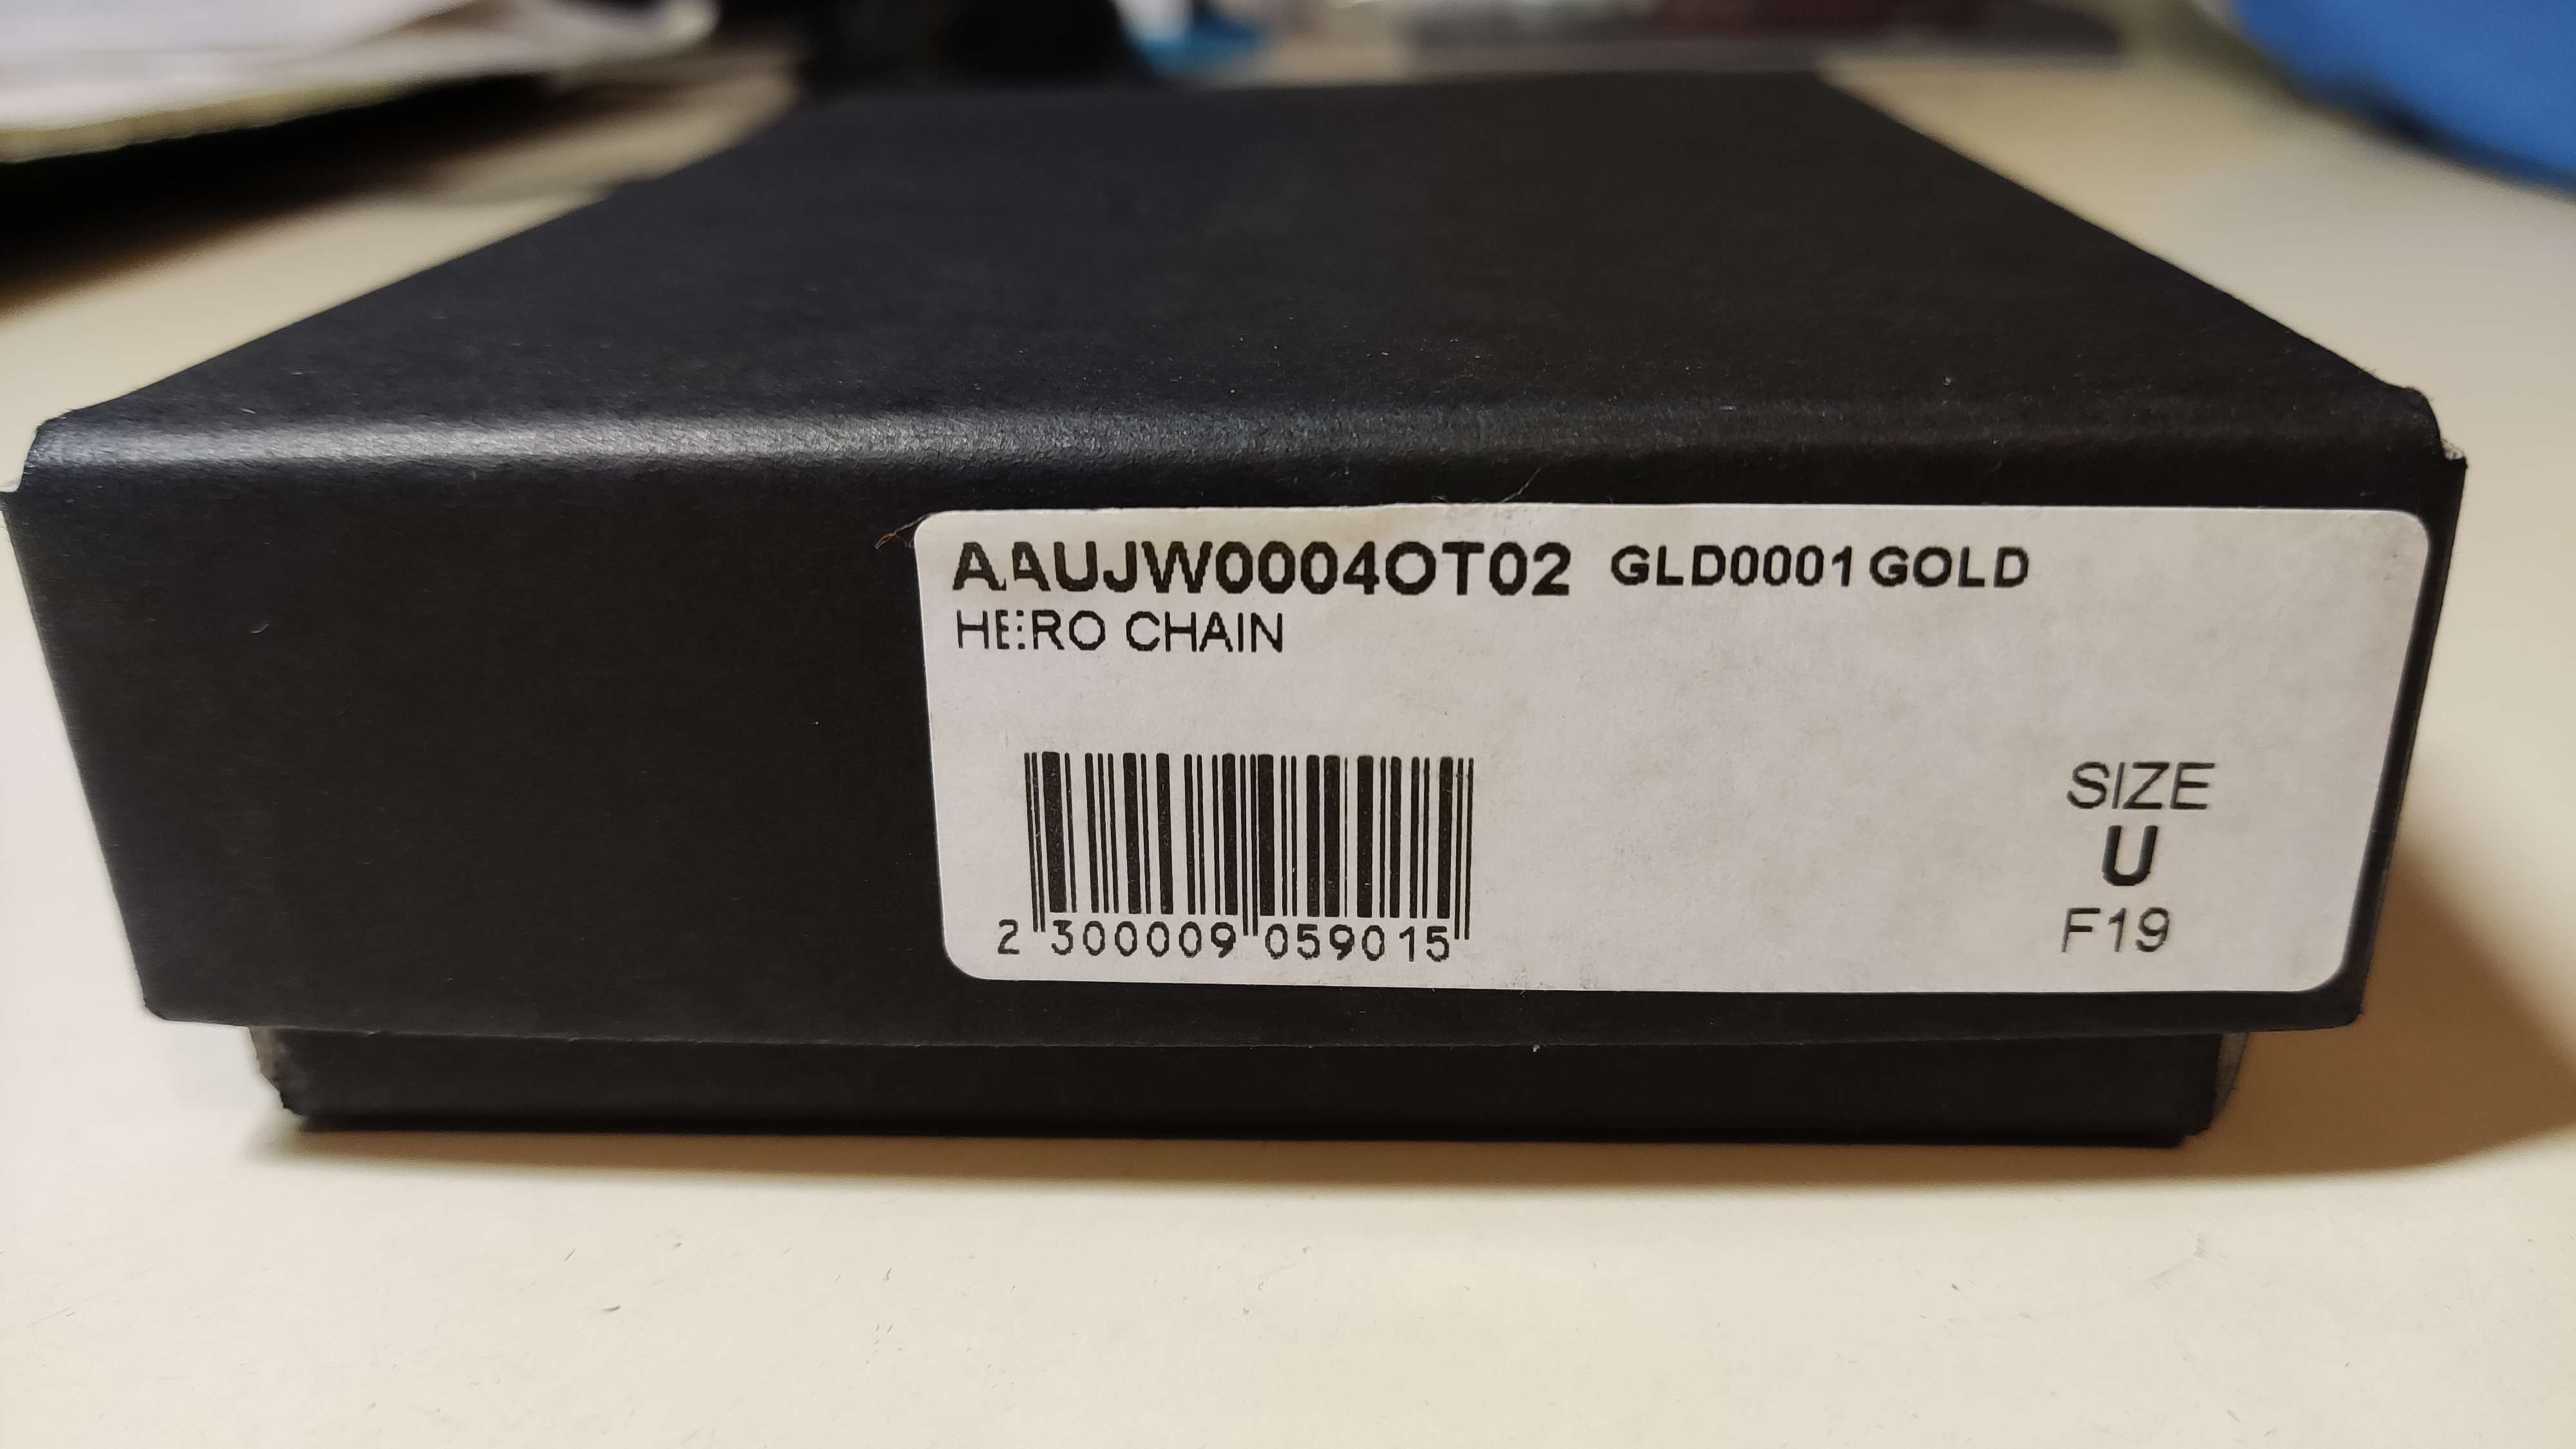 AAUJW0004OT02 GLD0001 GOLD
HERO CHAIN
SIZE
U
F19
2 300009 059015